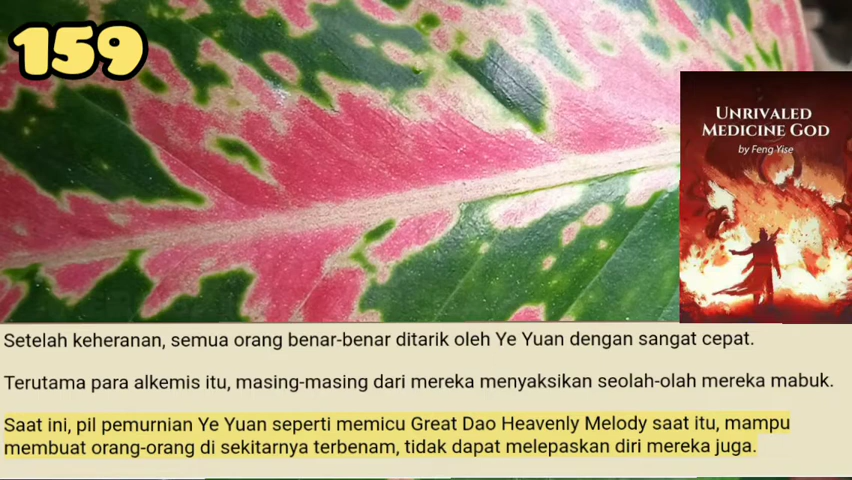 159
UNRIVALED
MEDICINE GOD
by Feng Yise
Setelah keheranan, semua orang benar-benar ditarik oleh Ye Yuan dengan sangat cepat.
Terutama para alkemis itu, masing-masing dari mereka menyaksikan seolah-olah mereka mabuk.
Saat ini, pil pemurnian Ye Yuan seperti memicu Great Dao Heavenly Melody saat itu, mampu
membuat orang-orang di sekitarnya terbenam, tidak dapat melepaskan diri mereka juga.